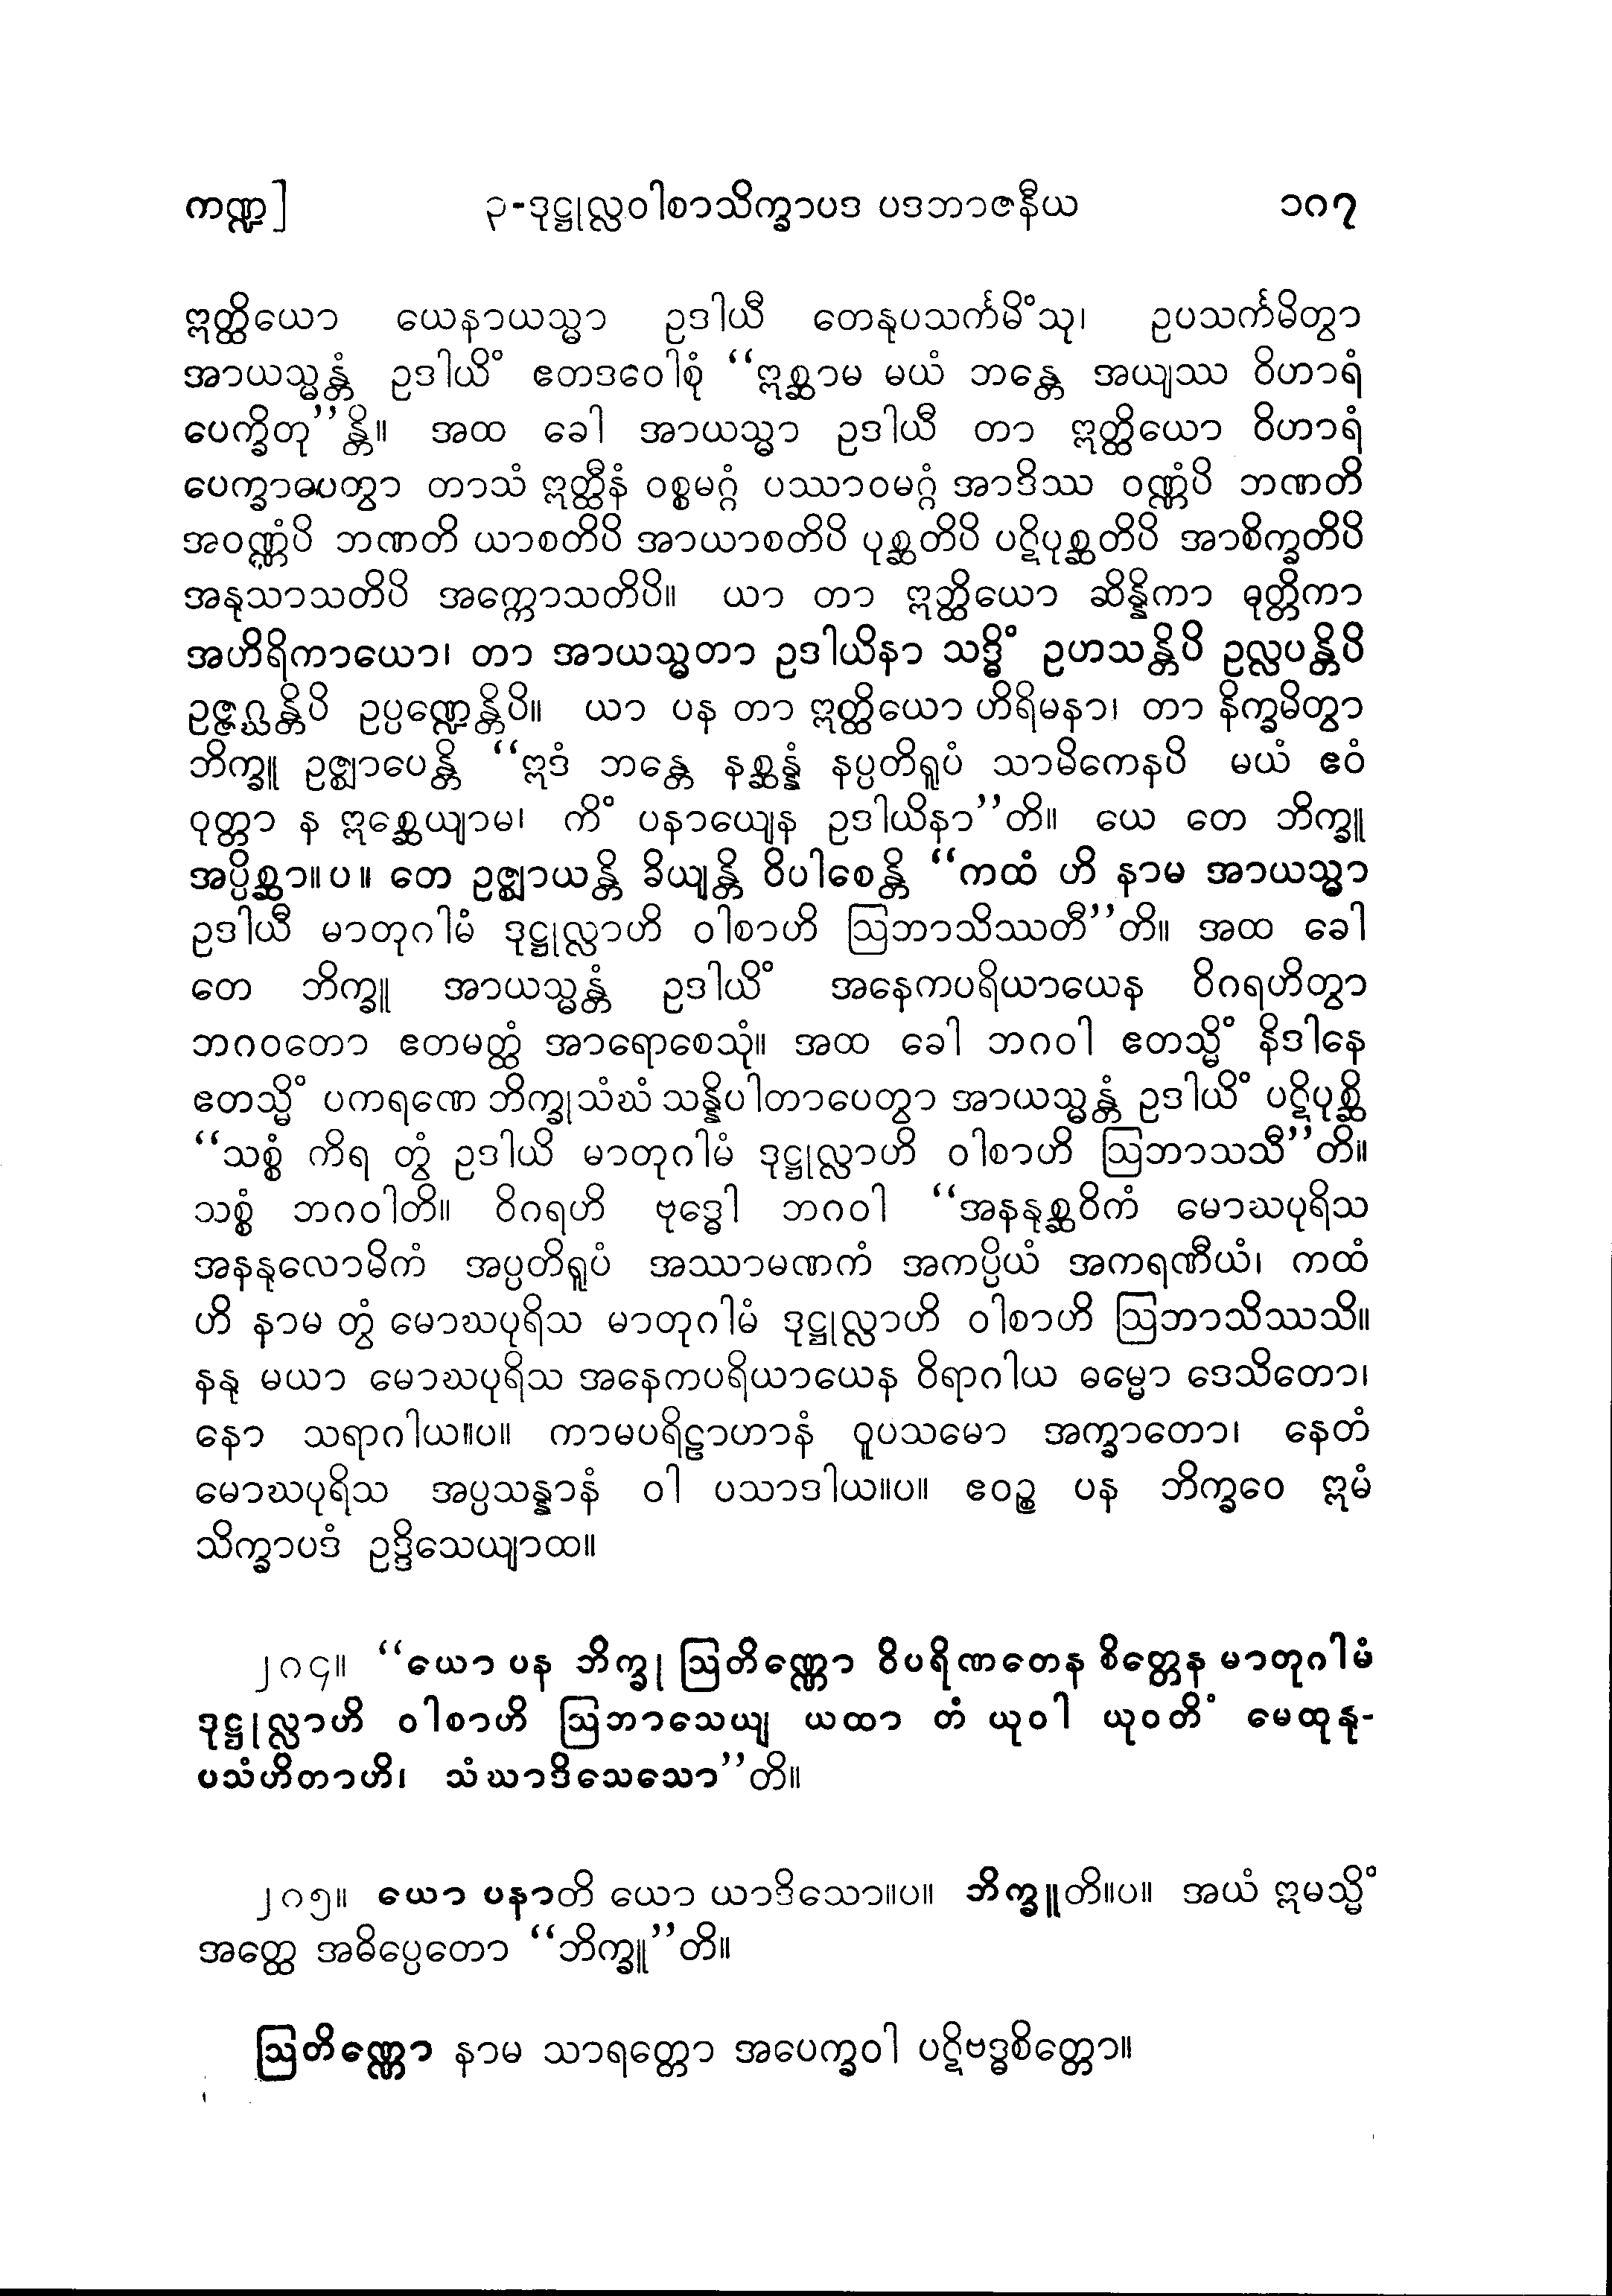 ကဏ္ဍ] ၃-ဒုဋ္ဌုလ္လဝါစာသိက္ခာပဒ ပဒဘာဇနီယ ၁၈၇
ဣတ္ထိယော ယေနာယသ္မာ ဥဒါယီ တေနုပသင်္ကမိံသု၊ ဥပသင်္ကမိတွာ
အာယသ္မန္တံ ဥဒါယိံ ဧတဒဝေါစုံ “ဣစ္ဆာမ မယံ ဘန္တေ အယျဿ ဝိဟာရံ
ပေက္ခိတု”န္တိ။ အထ ခေါ အာယသ္မာ ဥဒါယီ တာ ဣတ္ထိယော ဝိဟာရံ
ပေက္ခာပေတွာ တာသံ ဣတ္ထီနံ ဝစ္စမဂ္ဂံ ပဿာဝမဂ္ဂံ အာဒိဿ ဝဏ္ဏံပိ ဘဏတိ
အဝဏ္ဏံပိ ဘဏတိ ယာစတိပိ အာယာစတိပိ ပုစ္ဆတိပိ ပဋိပုစ္ဆတိပိ အာစိက္ခတိပိ
အနုသာသတိပိ အက္ကောသတိပိ။ ယာ တာ ဣတ္ထိယော ဆိန္နိကာ ဓုတ္တိကာ
အဟိရိကာယော၊ တာ အာယသ္မတာ ဥဒါယိနာ သဒ္ဓိံ ဥဟသန္တိပိ ဥလ္လပန္တိပိ
ဥဇ္ဇဂ္ဃန္တိပိ ဥပ္ပဏ္ဍေန္တိပိ။ ယာ ပန တာ ဣတ္ထိယော ဟိရိမနာ၊ တာ နိက္ခမိတွာ
ဘိက္ခူ ဥဇ္ဈာပေန္တိ “ဣဒံ ဘန္တေ နစ္ဆန္နံ နပ္ပတိရူပံ သာမိကေနပိ မယံ ဧဝံ
ဝုတ္တာ န ဣစ္ဆေယျာမ၊ ကိံ ပနာယျေန ဥဒါယိနာ”တိ။ ယေ တေ ဘိက္ခူ
အပ္ပိစ္ဆာ။ပ။ တေ ဥဇ္ဈာယန္တိ ခိယျန္တိ ဝိပါစေန္တိ “ကထံ ဟိ နာမ အာယသ္မာ
ဥဒါယီ မာတုဂါမံ ဒုဋ္ဌုလ္လာဟိ ဝါစာဟိ ဩဘာသိဿတီ”တိ။ အထ ခေါ
တေ ဘိက္ခူ အာယသ္မန္တံ ဥဒါယိံ အနေကပရိယာယေန ဝိဂရဟိတွာ
ဘဂဝတော ဧတမတ္ထံ အာရောစေသုံ။ အထ ခေါ ဘဂဝါ ဧတသ္မိံ နိဒါနေ
ဧတသ္မိံ ပကရဏေ ဘိက္ခုသံဃံ သန္နိပါတာပေတွာ အာယသ္မန္တံ ဥဒါယိံ ပဋိပုစ္ဆိ
“သစ္စံ ကိရ တွံ ဥဒါယိ မာတုဂါမံ ဒုဋ္ဌုလ္လာဟိ ဝါစာဟိ ဩဘာသသီ”တိ။
သစ္စံ ဘဂဝါတိ။ ဝိဂရဟိ ဗုဒ္ဓေါ ဘဂဝါ “အနနုစ္ဆဝိကံ မောဃပုရိသ
အနနုလောမိကံ အပ္ပတိရူပံ အဿာမဏကံ အကပ္ပိယံ အကရဏီယံ၊ ကထံ
ဟိ နာမ တွံ မောဃပုရိသ မာတုဂါမံ ဒုဋ္ဌုလ္လာဟိ ဝါစာဟိ ဩဘာသိဿသိ။
နနု မယာ မောဃပုရိသ အနေကပရိယာယေန ဝိရာဂါယ ဓမ္မော ဒေသိတော၊
နော သရာဂါယ။ပ။ ကာမပရိဠာဟာနံ ဝူပသမော အက္ခာတော၊ နေတံ
မောဃပုရိသ အပ္ပသန္နာနံ ဝါ ပသာဒါယ။ပ။ ဧဝဉ္စ ပန ဘိက္ခဝေ ဣမံ
သိက္ခာပဒံ ဥဒ္ဒိသေယျာထ။
၂၈၄။ “ယော ပန ဘိက္ခု ဩတိဏ္ဏော ဝိပရိဏတေန စိတ္တေန မာတုဂါမံ
ဒုဋ္ဌုလ္လာဟိ ဝါစာဟိ ဩဘာသေယျ ယထာ တံ ယုဝါ ယုဝတိံ မေထုနု-
ပသံဟိတာဟိ၊ သံဃာဒိသေသော”တိ။
၂၈၅။ ယော ပနာတိ ယော ယာဒိသော။ပ။ ဘိက္ခူတိ။ပ။ အယံ ဣမသ္မိံ
အတ္ထေ အဓိပ္ပေတော “ဘိက္ခူ”တိ။
ဩတိဏ္ဏော နာမ သာရတ္တော အပေက္ခဝါ ပဋိဗဒ္ဓစိတ္တော။